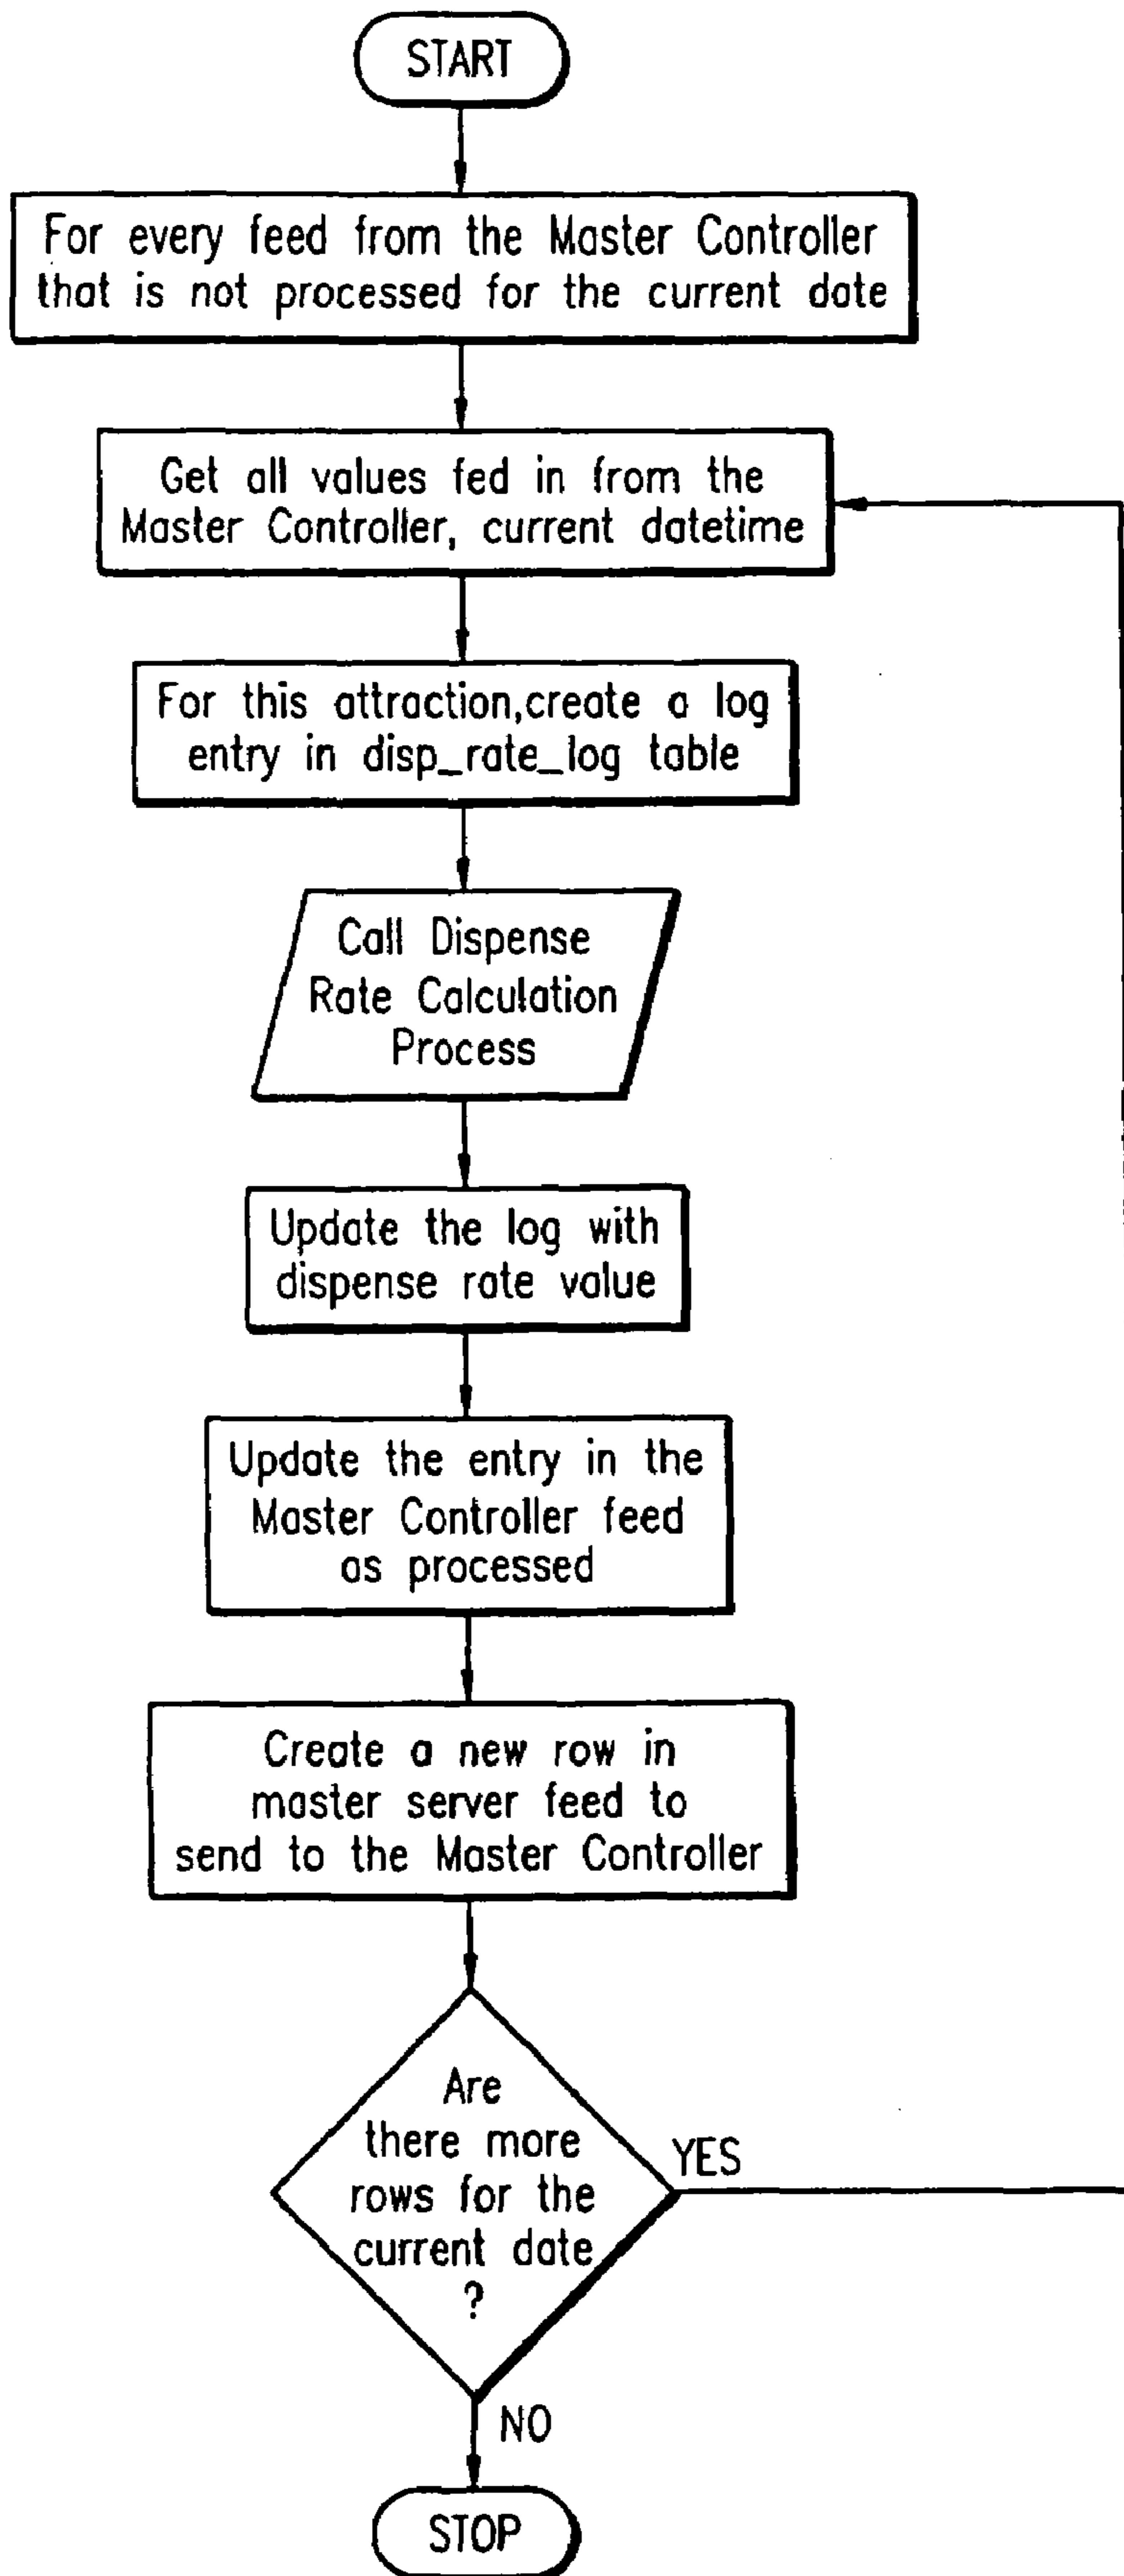 START
For every feed from the Master Controller
that is not processed for the current date
Get all values fed in from the
Master Controller, current datetime
For this attraction,create a log
entry in disp_rate_log table
Call Dispense
Rate Calculation
Process
Update the log with
dispense rate value
Update the entry in the
Master Controller feed
as processed
Create a new row in
master server feed to
send to the Master Controller
Are
there more
rows for the
current date
?
YES
NO
STOP